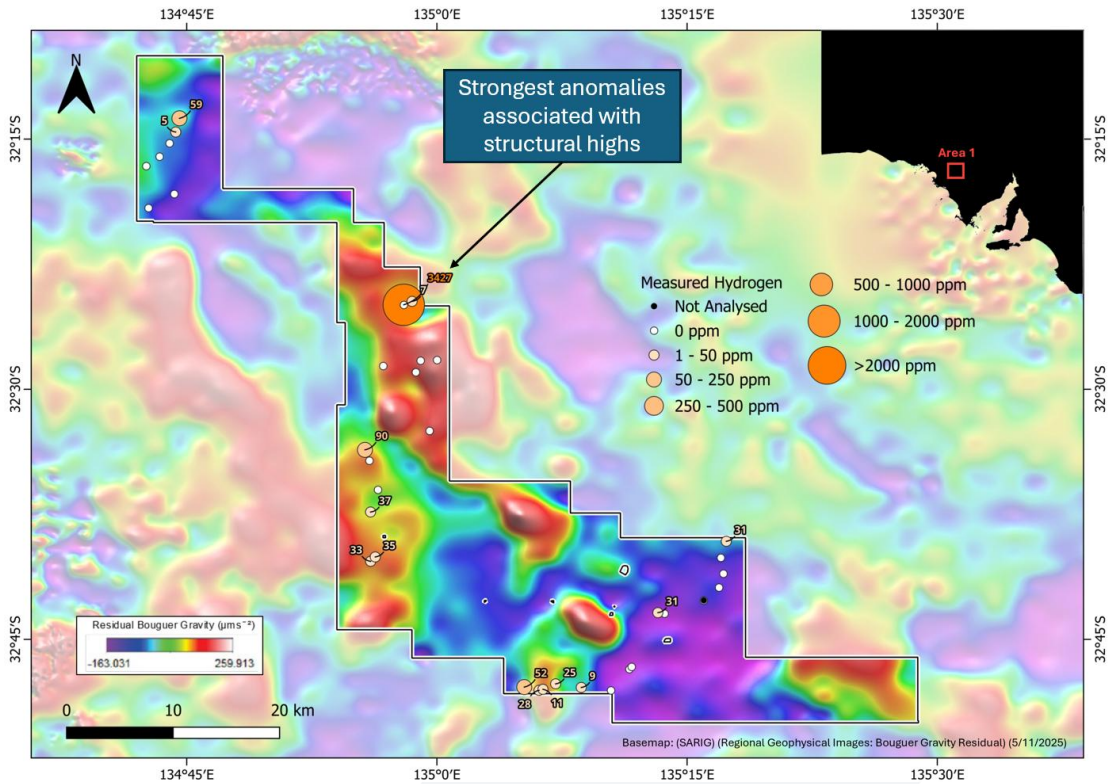 134°45'E 135°0'E 135°15'E 135°30'E
N
Strongest anomalies
associated with
structural highs
59
5
32°15'S
32°15'S
Area 1
3427
7
Measured Hydrogen
Not Analysed
0 ppm
1 - 50 ppm
50 - 250 ppm
250 - 500 ppm
500 - 1000 ppm
1000 - 2000 ppm
>2000 ppm
32°30'S
32°30'S
90
37
33
35
31
31
Residual Bouguer Gravity (µms⁻²)
-163.031 259.913
32°45'S
32°45'S
52
25
9
28
11
0 10 20 km
Basemap: (SARIG) (Regional Geophysical Images: Bouguer Gravity Residual) (5/11/2025)
134°45'E 135°0'E 135°15'E 135°30'E